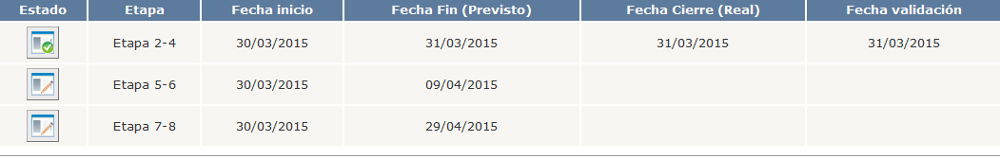 Estado Etapa Fecha inicio Fecha Fin (Previsto) Fecha Cierre (Real) Fecha validación
Etapa 2-4 30/03/2015 31/03/2015 31/03/2015 31/03/2015
Etapa 5-6 30/03/2015 09/04/2015
Etapa 7-8 30/03/2015 29/04/2015